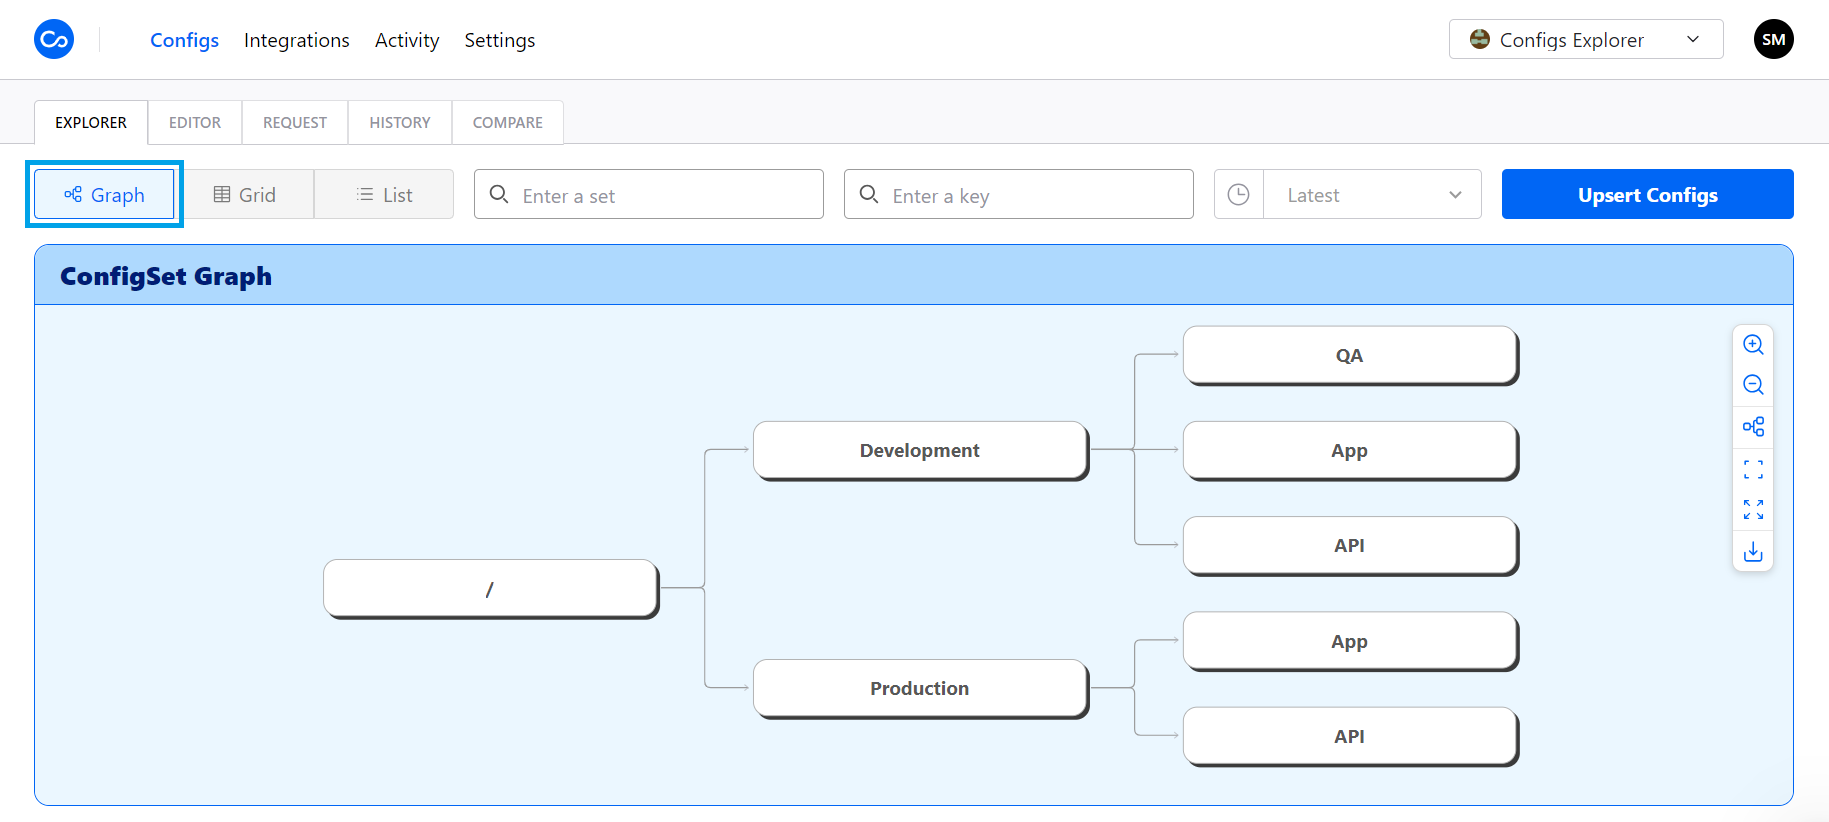 Configs Integrations Activity Settings
Configs Explorer
SM
EXPLORER EDITOR REQUEST HISTORY COMPARE
Graph Grid List
Enter a set
Enter a key
Latest
Upsert Configs
ConfigSet Graph
QA
Development
App
API
/
Production
App
API